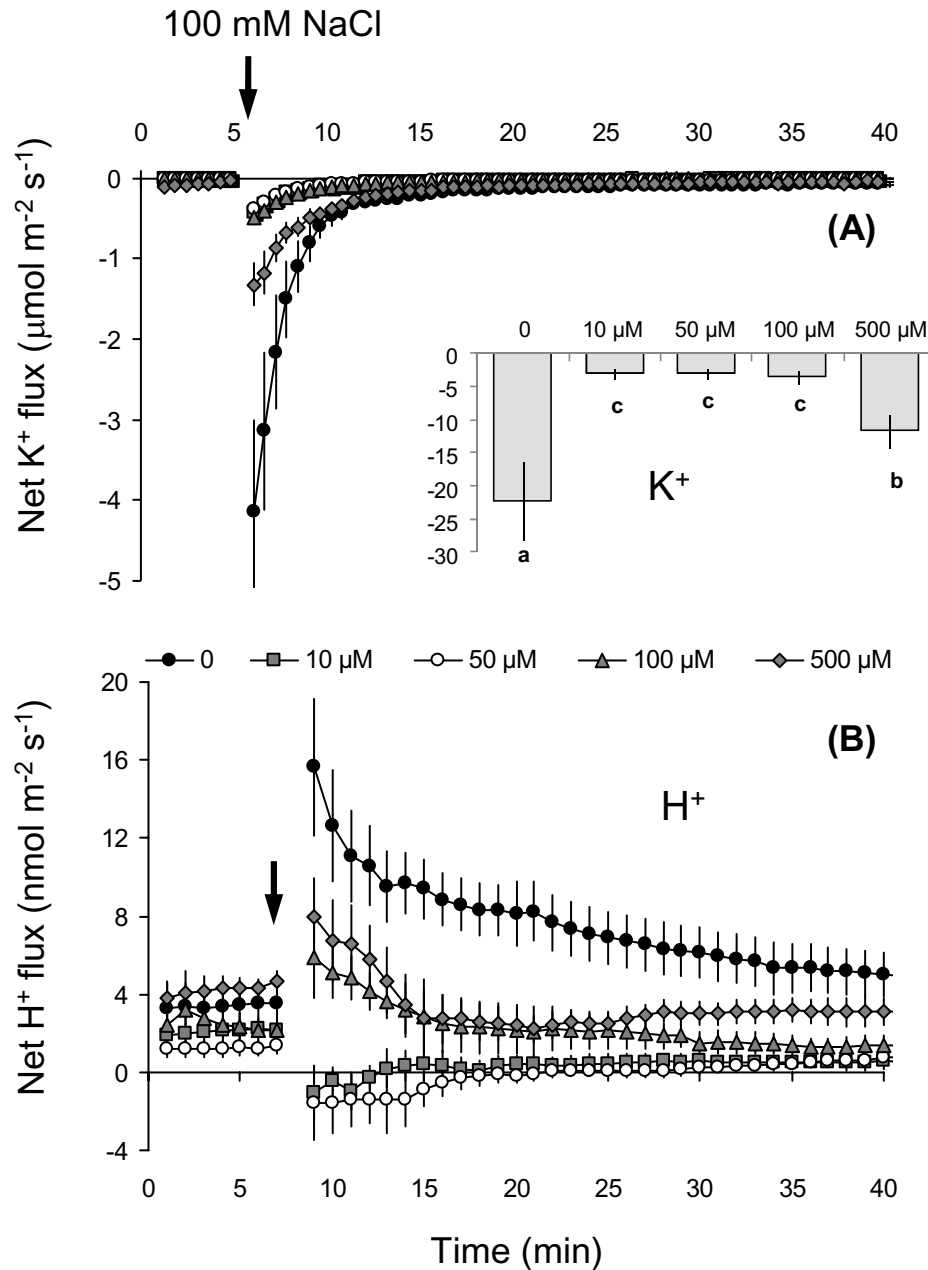 100 mM NaCl
0 5 10 15 20 25 30 35 40
0
-1
-2
-3
-4
-5
Net K⁺ flux (μmol m⁻² s⁻¹)
(A)
0 10 μM 50 μM 100 μM 500 μM
0
-5
-10
-15
-20
-25
-30
a
c
c
c
b
K⁺
0 10 μM 50 μM 100 μM 500 μM
20
16
12
8
4
0
-4
Net H⁺ flux (nmol m⁻² s⁻¹)
(B)
H⁺
0 5 10 15 20 25 30 35 40
Time (min)